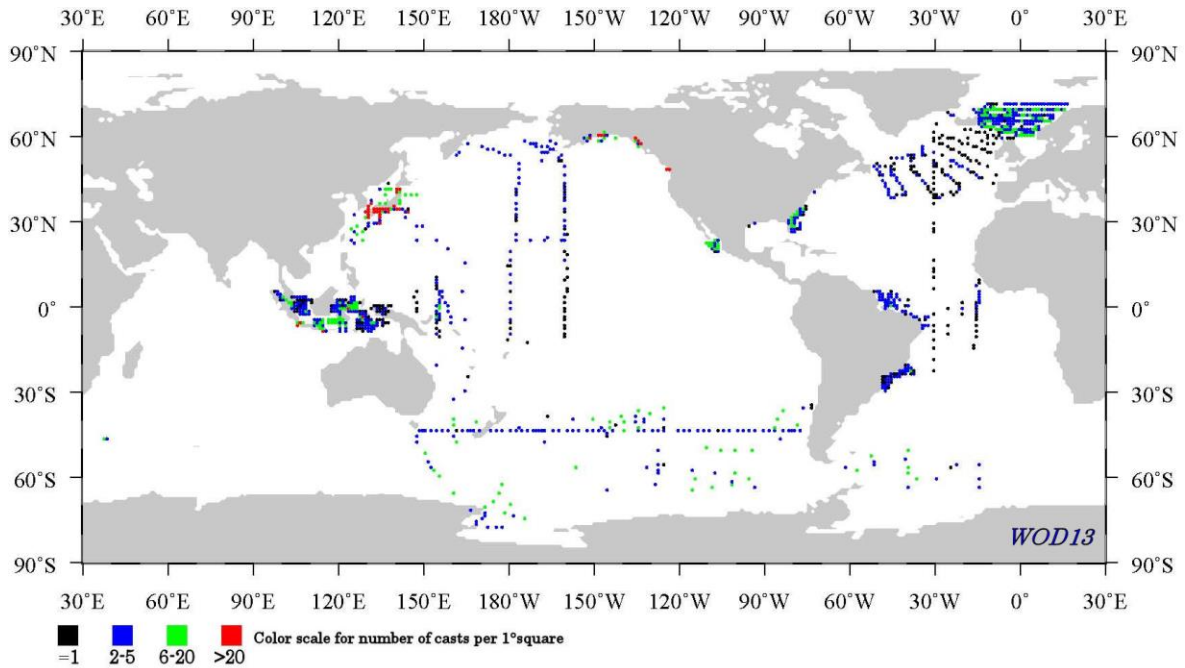 30°E 60°E 90°E 120°E 150°E 180°W 150°W 120°W 90°W 60°W 30°W 0° 30°E
90°N 90°N
60°N 60°N
30°N 30°N
0° 0°
30°S 30°S
60°S 60°S
WOD13
90°S 90°S
30°E 60°E 90°E 120°E 150°E 180°W 150°W 120°W 90°W 60°W 30°W 0° 30°E
Color scale for number of casts per 1°square
=1 2-5 6-20 >20